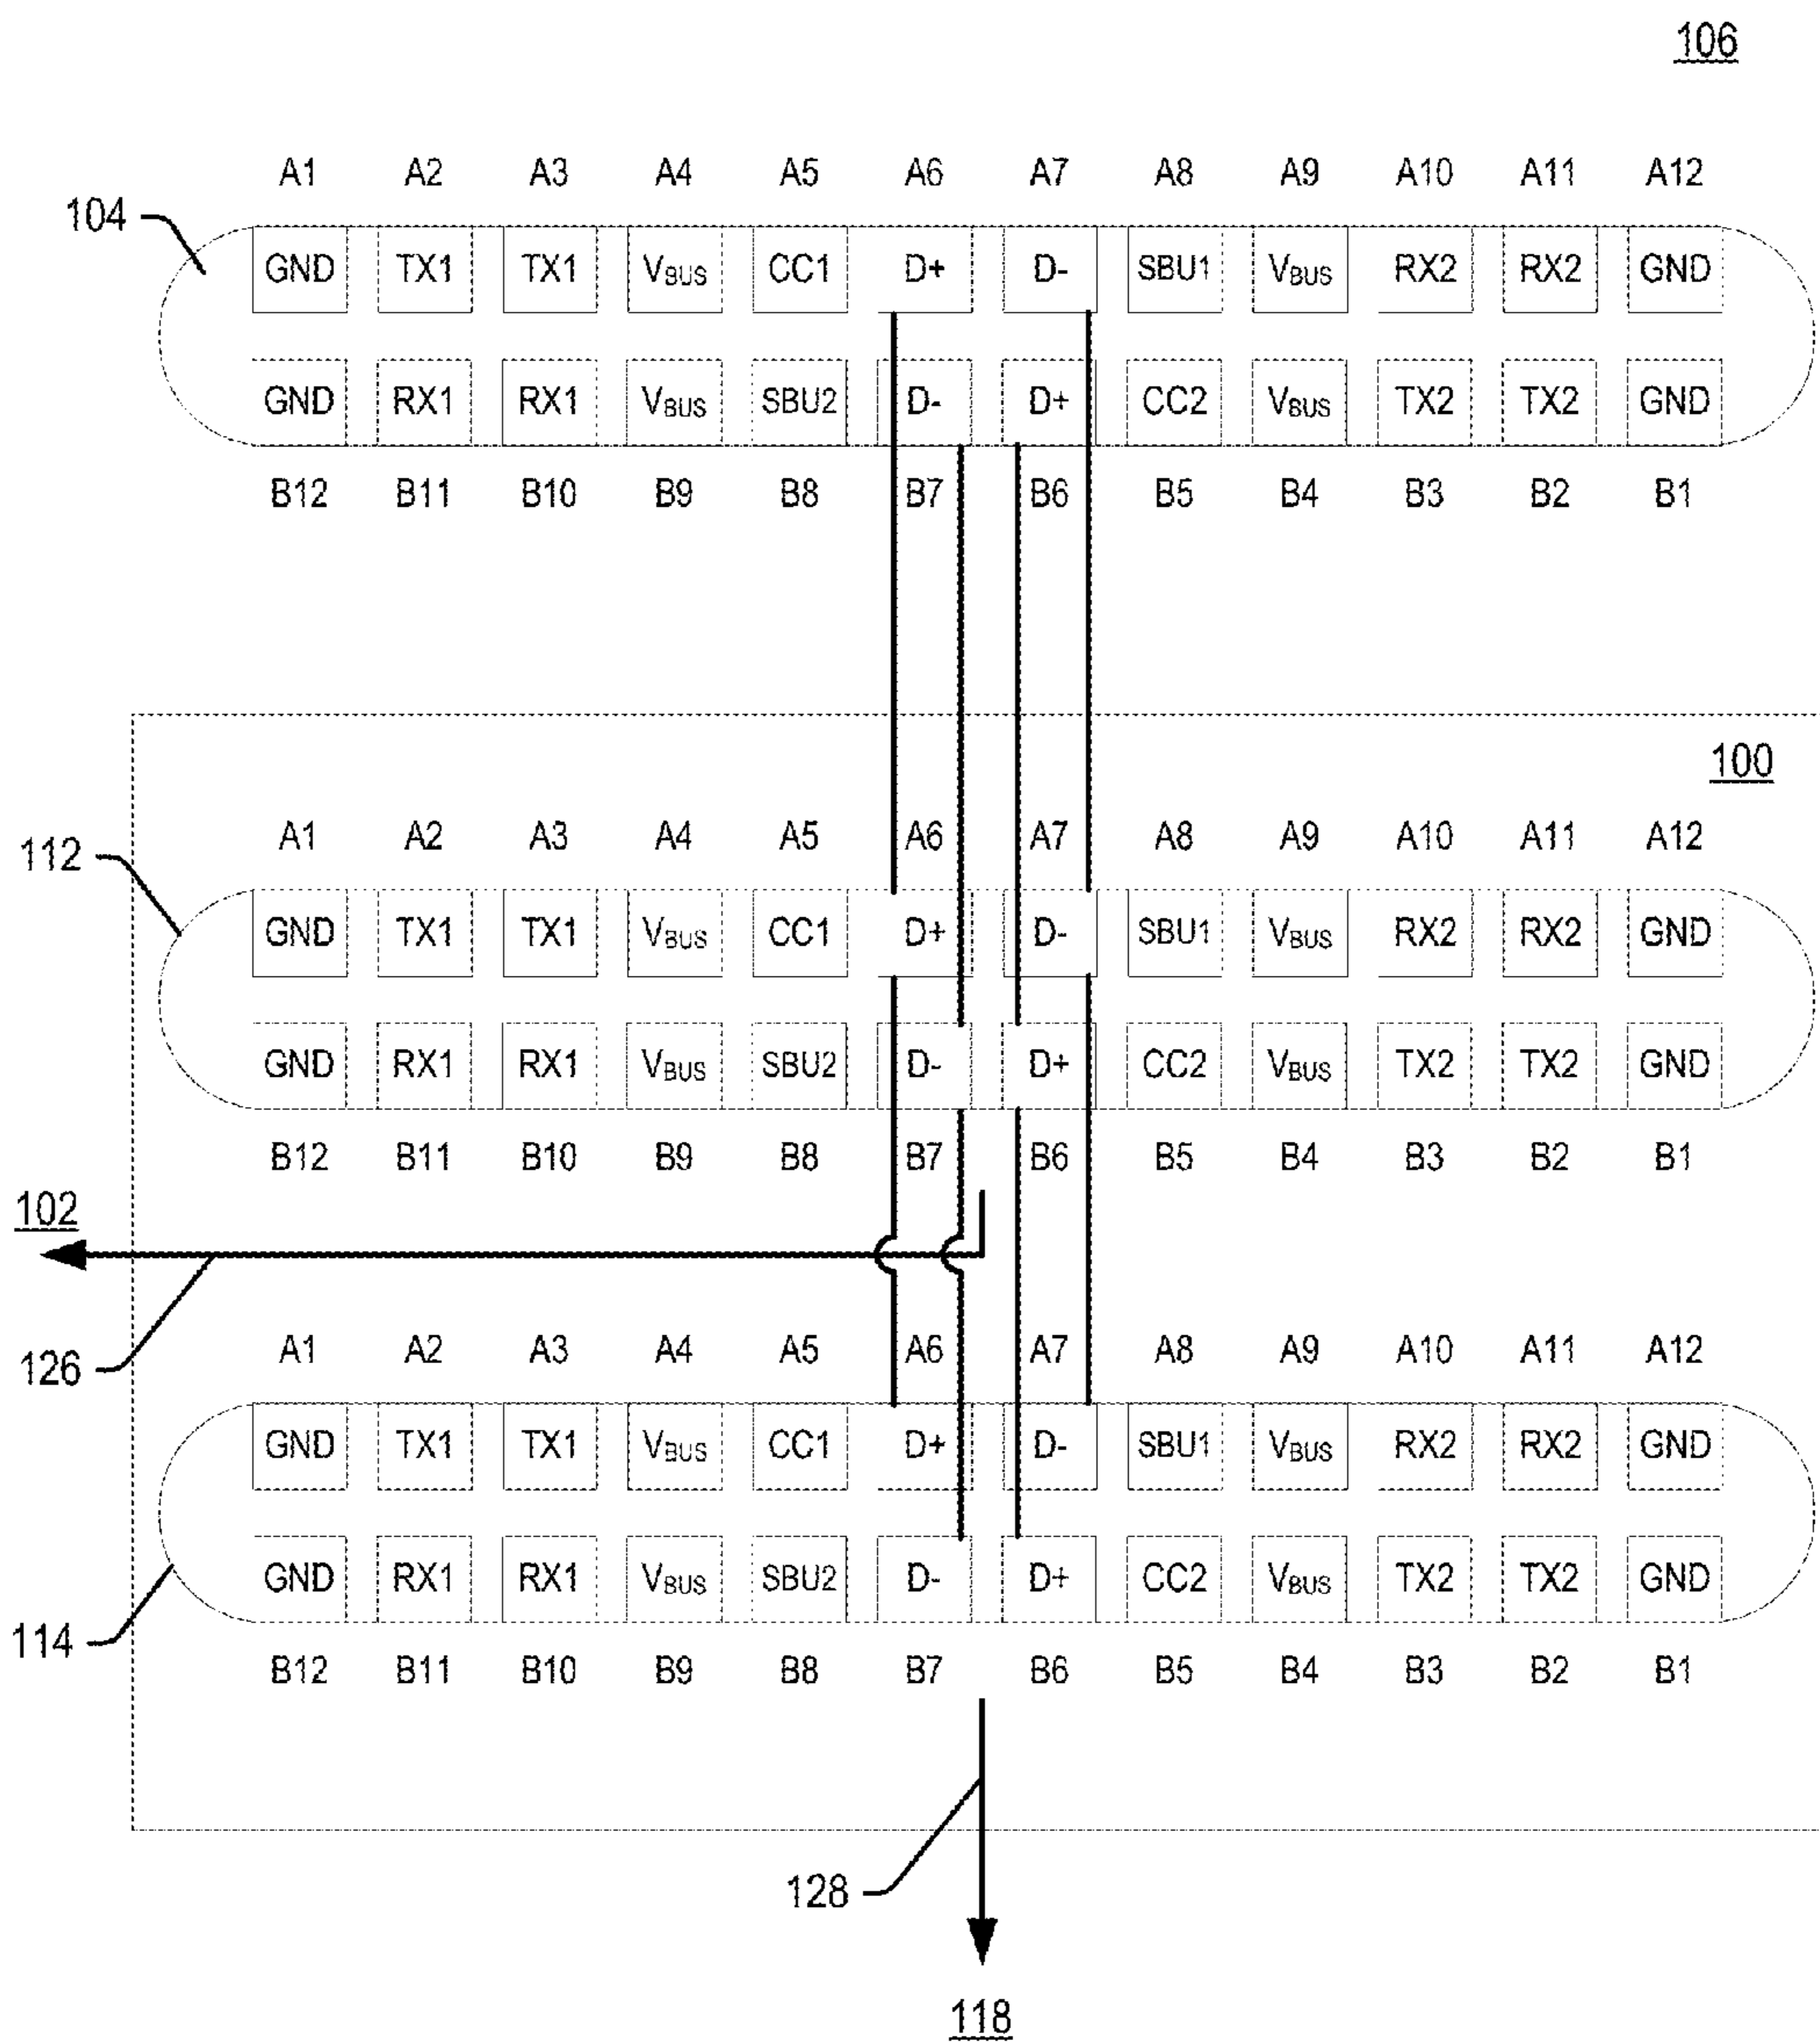 106
A1 A2 A3 A4 A5 A6 A7 A8 A9 A10 A11 A12
104
GND TX1 TX1 VBUS CC1 D+ D- SBU1 VBUS RX2 RX2 GND
GND RX1 RX1 VBUS SBU2 D- D+ CC2 VBUS TX2 TX2 GND
B12 B11 B10 B9 B8 B7 B6 B5 B4 B3 B2 B1
100
A1 A2 A3 A4 A5 A6 A7 A8 A9 A10 A11 A12
112
GND TX1 TX1 VBUS CC1 D+ D- SBU1 VBUS RX2 RX2 GND
GND RX1 RX1 VBUS SBU2 D- D+ CC2 VBUS TX2 TX2 GND
B12 B11 B10 B9 B8 B7 B6 B5 B4 B3 B2 B1
102
A1 A2 A3 A4 A5 A6 A7 A8 A9 A10 A11 A12
126
GND TX1 TX1 VBUS CC1 D+ D- SBU1 VBUS RX2 RX2 GND
GND RX1 RX1 VBUS SBU2 D- D+ CC2 VBUS TX2 TX2 GND
114
B12 B11 B10 B9 B8 B7 B6 B5 B4 B3 B2 B1
128
118